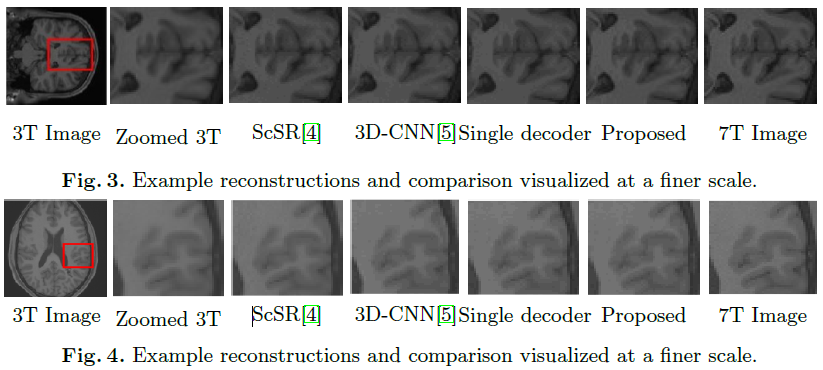 3T Image Zoomed 3T ScSR[4] 3D-CNN[5] Single decoder Proposed 7T Image
Fig. 3. Example reconstructions and comparison visualized at a finer scale.
3T Image Zoomed 3T ScSR[4] 3D-CNN[5] Single decoder Proposed 7T Image
Fig. 4. Example reconstructions and comparison visualized at a finer scale.